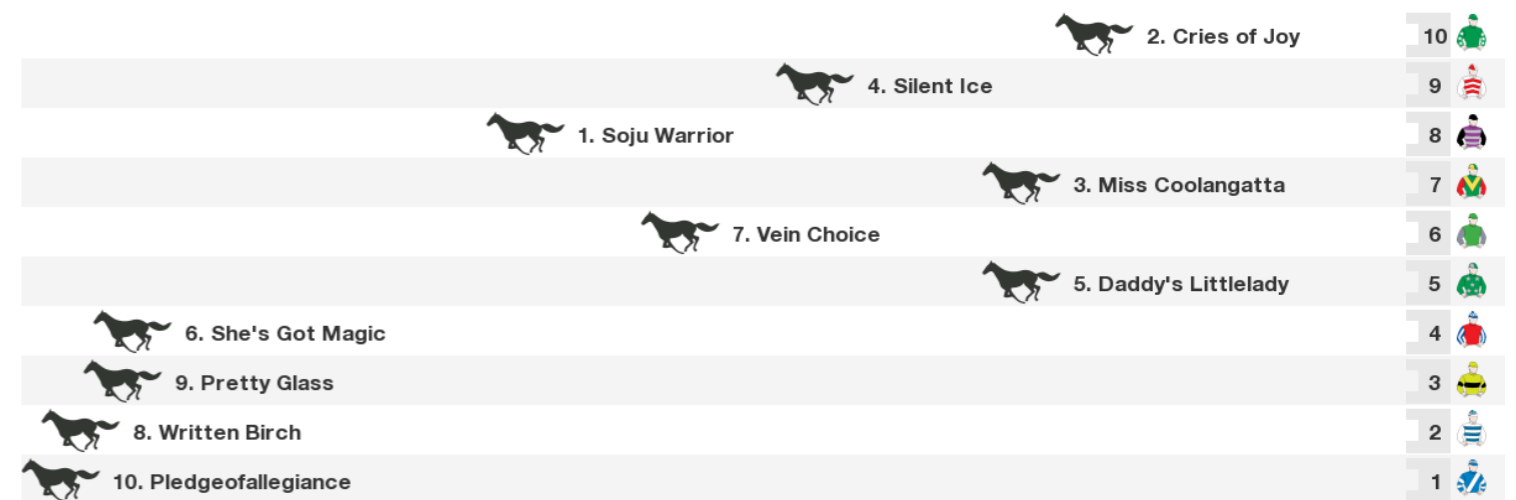 2. Cries of Joy 10
4. Silent Ice 9
1. Soju Warrior 8
3. Miss Coolangatta 7
7. Vein Choice 6
5. Daddy's Littlelady 5
6. She's Got Magic 4
9. Pretty Glass 3
8. Written Birch 2
10. Pledgeofallegiance 1